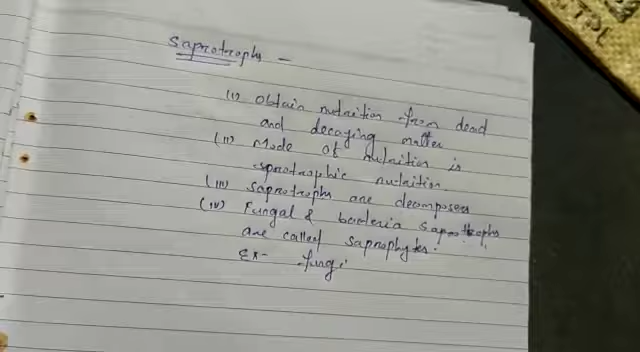 Saprotrophs -
(i) Obtain nutrition from dead
and decaying matter
(ii) Mode of nutrition is
saprotrophic nutrition.
(iii) Saprotrophs are decomposers
(iv) Fungal & bacteria saprotrophs
are called saprophytes.
Ex- fungi